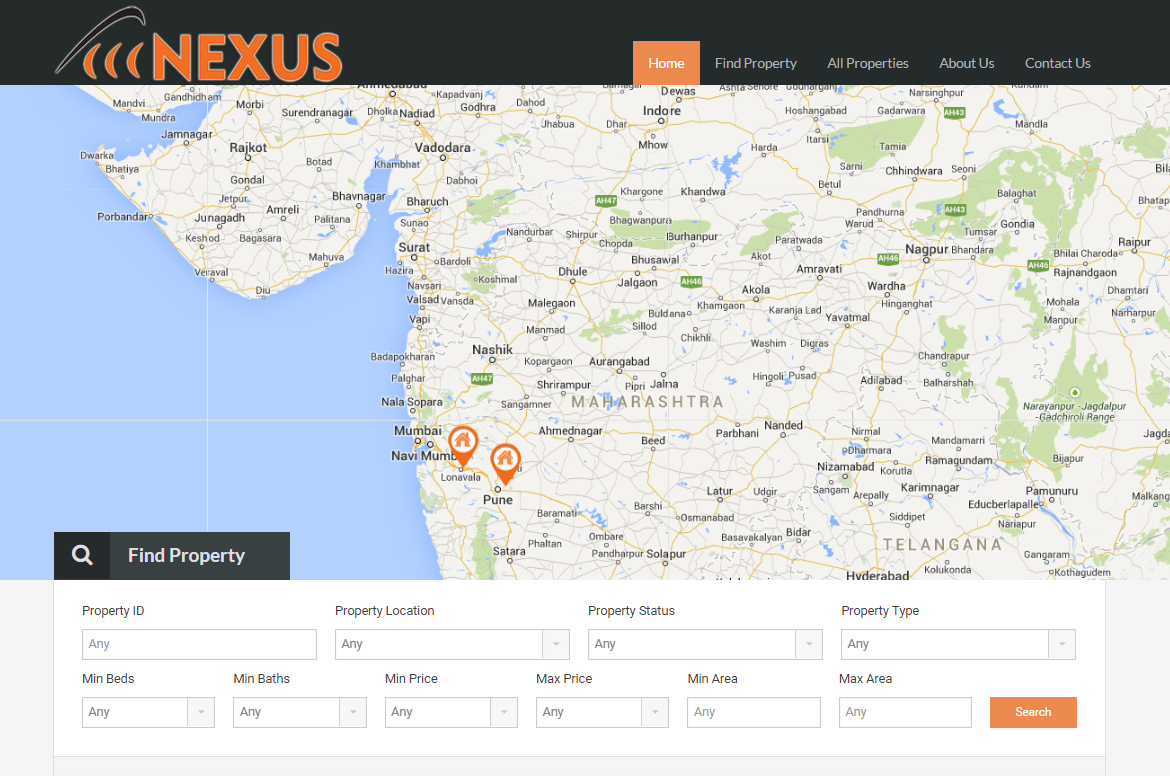 NEXUS
Home Find Property All Properties About Us Contact Us
Ahmedabad Kapadvanj Dewas Ashta Sehore Narsinghpur
Gandhidham Morbi Godhra Dahod Indore Hoshangabad Gadarwara AH43
Mandvi Mundra Surendranagar Dholka Nadiad Jhabua Dhar Itarsi Mandla
Jamnagar Rajkot Vadodara Mhow Harda Tamia
Dwarka Bhatiya Botad Khambhat Sarni Chhindwara Seoni
Gondal Dabhoi Betul
Jetpur Bhavnagar Bharuch AH47 Khargone Khandwa Balaghat
Porbandar Junagadh Amreli Palitana Sunao Bhagwanpura Pandhurna Warud AH43 Gondia
Keshod Bagasara Nandurbar Shirpur Chopda Burhanpur Paratwada Tumsar Raipur
Mahuva Surat Bardoli Bhusawal Akot Nagpur Bhandara Bhilai Charoda
Veraval Hazira Koshmal Dhule Jalgaon AH46 Amravati AH46 AH46 Rajnandgaon
Diu Navsari Akola Wardha Dhamtari
Valsad Vansda Malegaon Khamgaon Karanja Lad Hinganghat Mohala
Vapi Buldana Yavatmal Manpur Narharpur
Manmad Sillod Chikhli Washim Digras
Badapokharan Nashik Kopargaon Aurangabad Chandrapur
Palghar AH47 Shrirampur Pipri Jalna Hingoli Pusad Adilabad Balharshah
Nala Sopara Sangamner MAHARASHTRA Narayanpur -Jagdalpur
-Gadchiroli Range
Mumbai Ahmednagar Beed Parbhani Nanded Nirmal Mandamarri
Navi Mumb Dharmabad Ramagundam Bijapur
Lonavala Nizamabad Korutla
Pune Latur Udgir Sangam Arepally Karimnagar Pamunuru
Baramati Barshi Osmanabad Siddipet Educberlapalle
Phaltan Ombare Basavakalyan Bidar Nariapur
Satara Pandharpur Solapur TELANGANA Gangaram
Hyderabad Kolukonda Kothagudem
Find Property
Property ID Property Location Property Status Property Type
Any Any Any Any
Min Beds Min Baths Min Price Max Price Min Area Max Area
Any Any Any Any Any Any Search